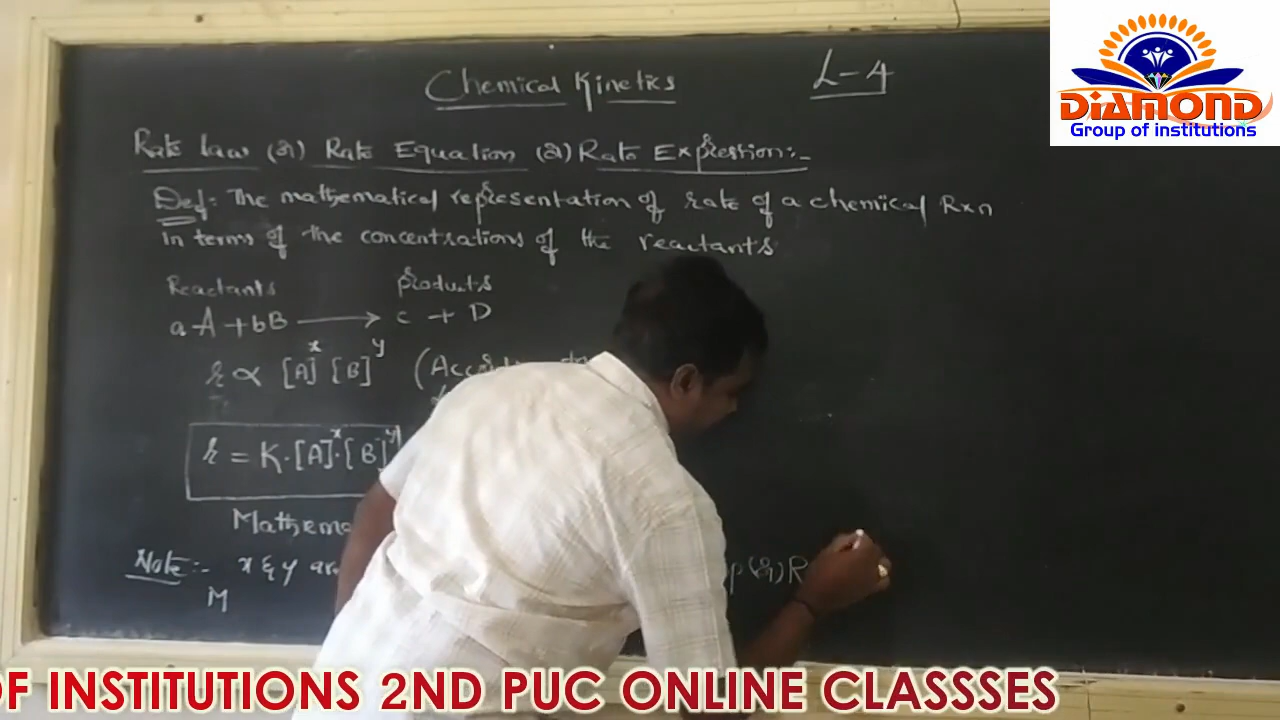 Chemical Kinetics
L-4
DIAMOND
Group of institutions
Rate law (or) Rate Equation (or) Rate Expression:-
Def: The mathematical representation of rate of a chemical Rxn
in terms of the concentrations of the reactants
Reactants products
aA + bB ⟶ c + D
r ∝ [A]^x [B]^y (According to
r = K·[A]^x·[B]^y
Mathema
Note:- x & y are
M
OF INSTITUTIONS 2ND PUC ONLINE CLASSSES